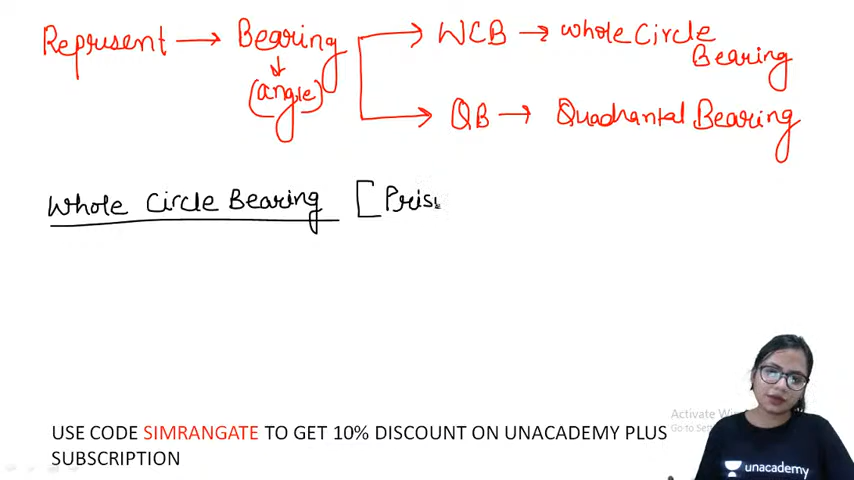 Represent → Bearing → WCB → whole Circle Bearing
(angle)
QB → Quadrantal Bearing
Whole Circle Bearing [Pris
USE CODE SIMRANGATE TO GET 10% DISCOUNT ON UNACADEMY PLUS
SUBSCRIPTION
unacademy